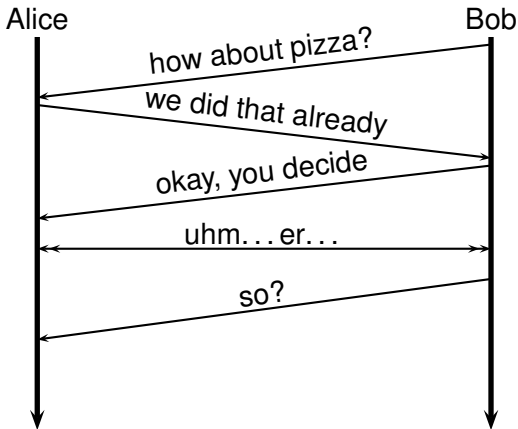 Alice
Bob
how about pizza?
we did that already
okay, you decide
uhm...er...
so?